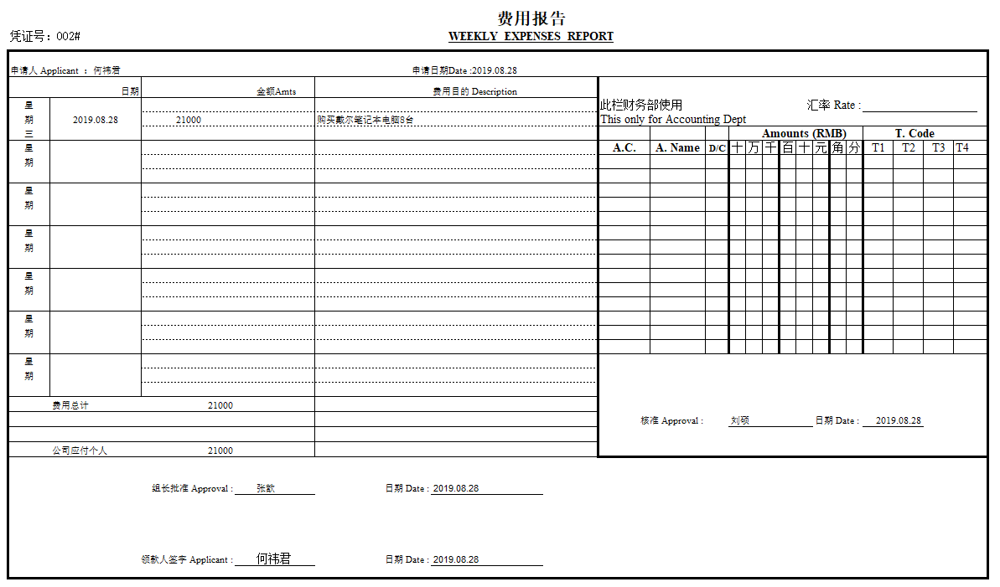 费用报告
凭证号：002#
WEEKLY EXPENSES REPORT
申请人 Applicant ：何祎君 申请日期Date :2019.08.28
日期 金额Amts 费用目的 Description
此栏财务部使用 汇率 Rate :
This only for Accounting Dept
星期三 2019.08.28 21000 购买戴尔笔记本电脑8台
Amounts (RMB) T. Code
A.C. A. Name D/C 十 万 千 百 十 元 角 分 T1 T2 T3 T4
星期
星期
星期
星期
星期
星期
费用总计 21000
核准 Approval : 刘硕 日期 Date : 2019.08.28
公司应付个人 21000
组长批准 Approval : 张歆 日期 Date : 2019.08.28
领款人签字 Applicant : 何祎君 日期 Date : 2019.08.28